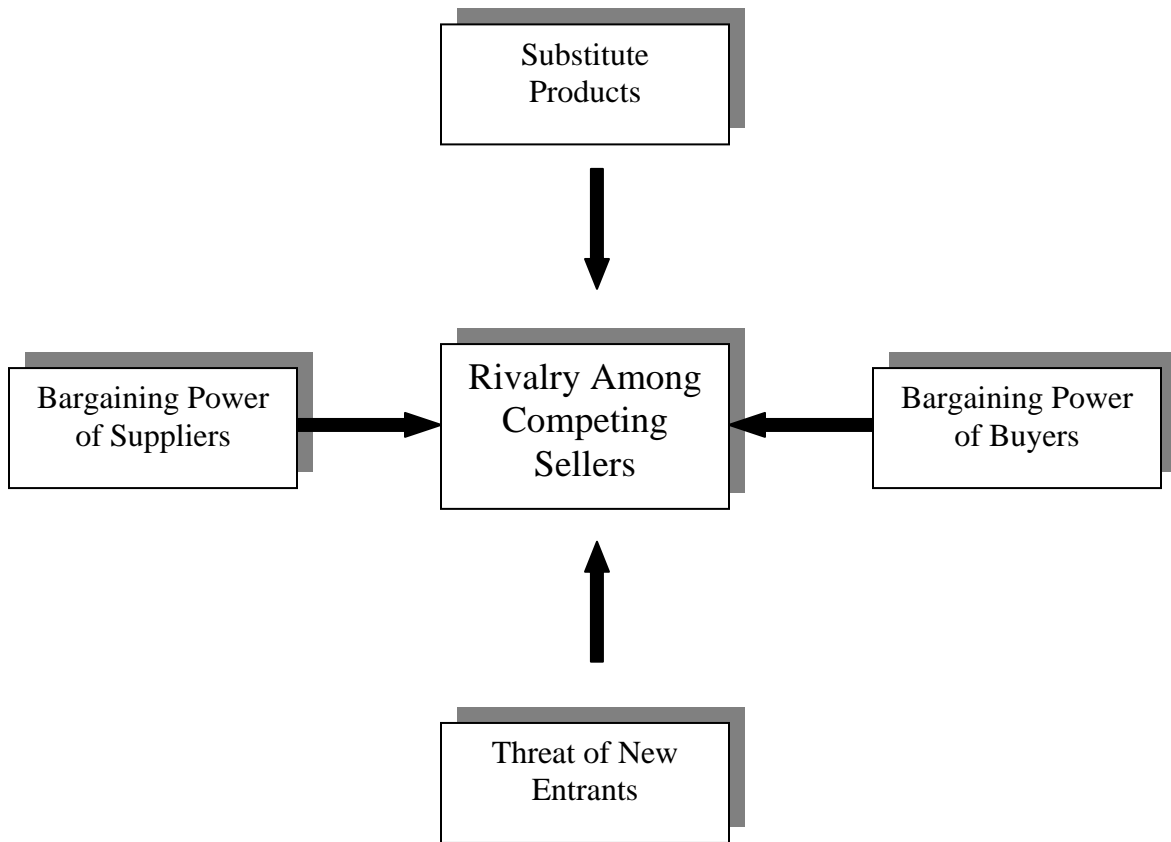 Substitute
Products
Bargaining Power
of Suppliers
Rivalry Among
Competing
Sellers
Bargaining Power
of Buyers
Threat of New
Entrants